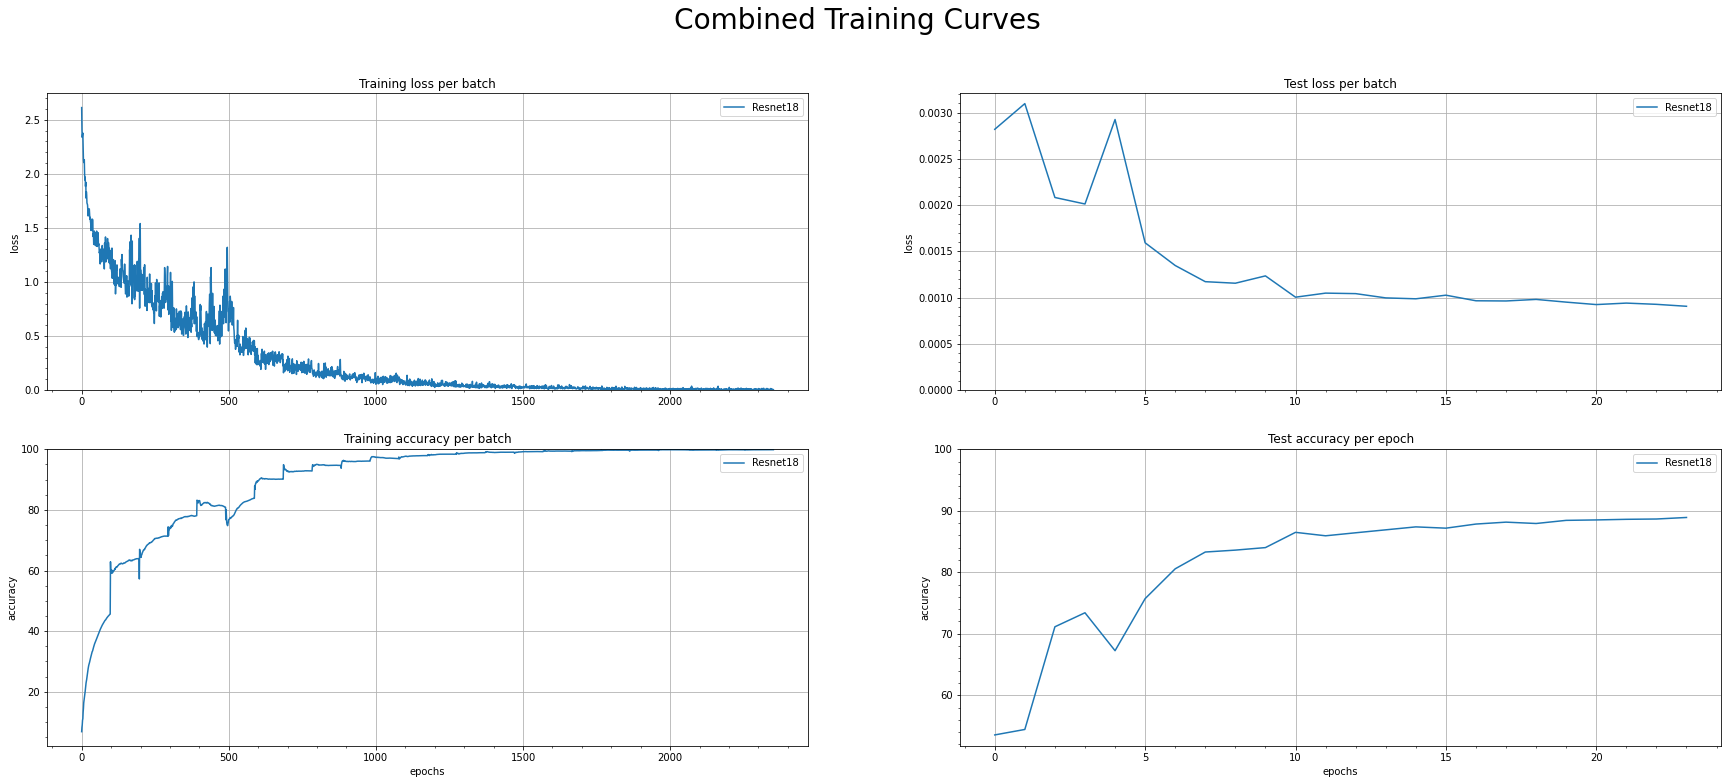 Combined Training Curves
Training loss per batch
Resnet18
loss
2.5
2.0
1.5
1.0
0.5
0.0
0 500 1000 1500 2000
Test loss per batch
Resnet18
loss
0.0030
0.0025
0.0020
0.0015
0.0010
0.0005
0.0000
0 5 10 15 20
Training accuracy per batch
Resnet18
accuracy
100
80
60
40
20
0 500 1000 1500 2000
epochs
Test accuracy per epoch
Resnet18
accuracy
100
90
80
70
60
0 5 10 15 20
epochs